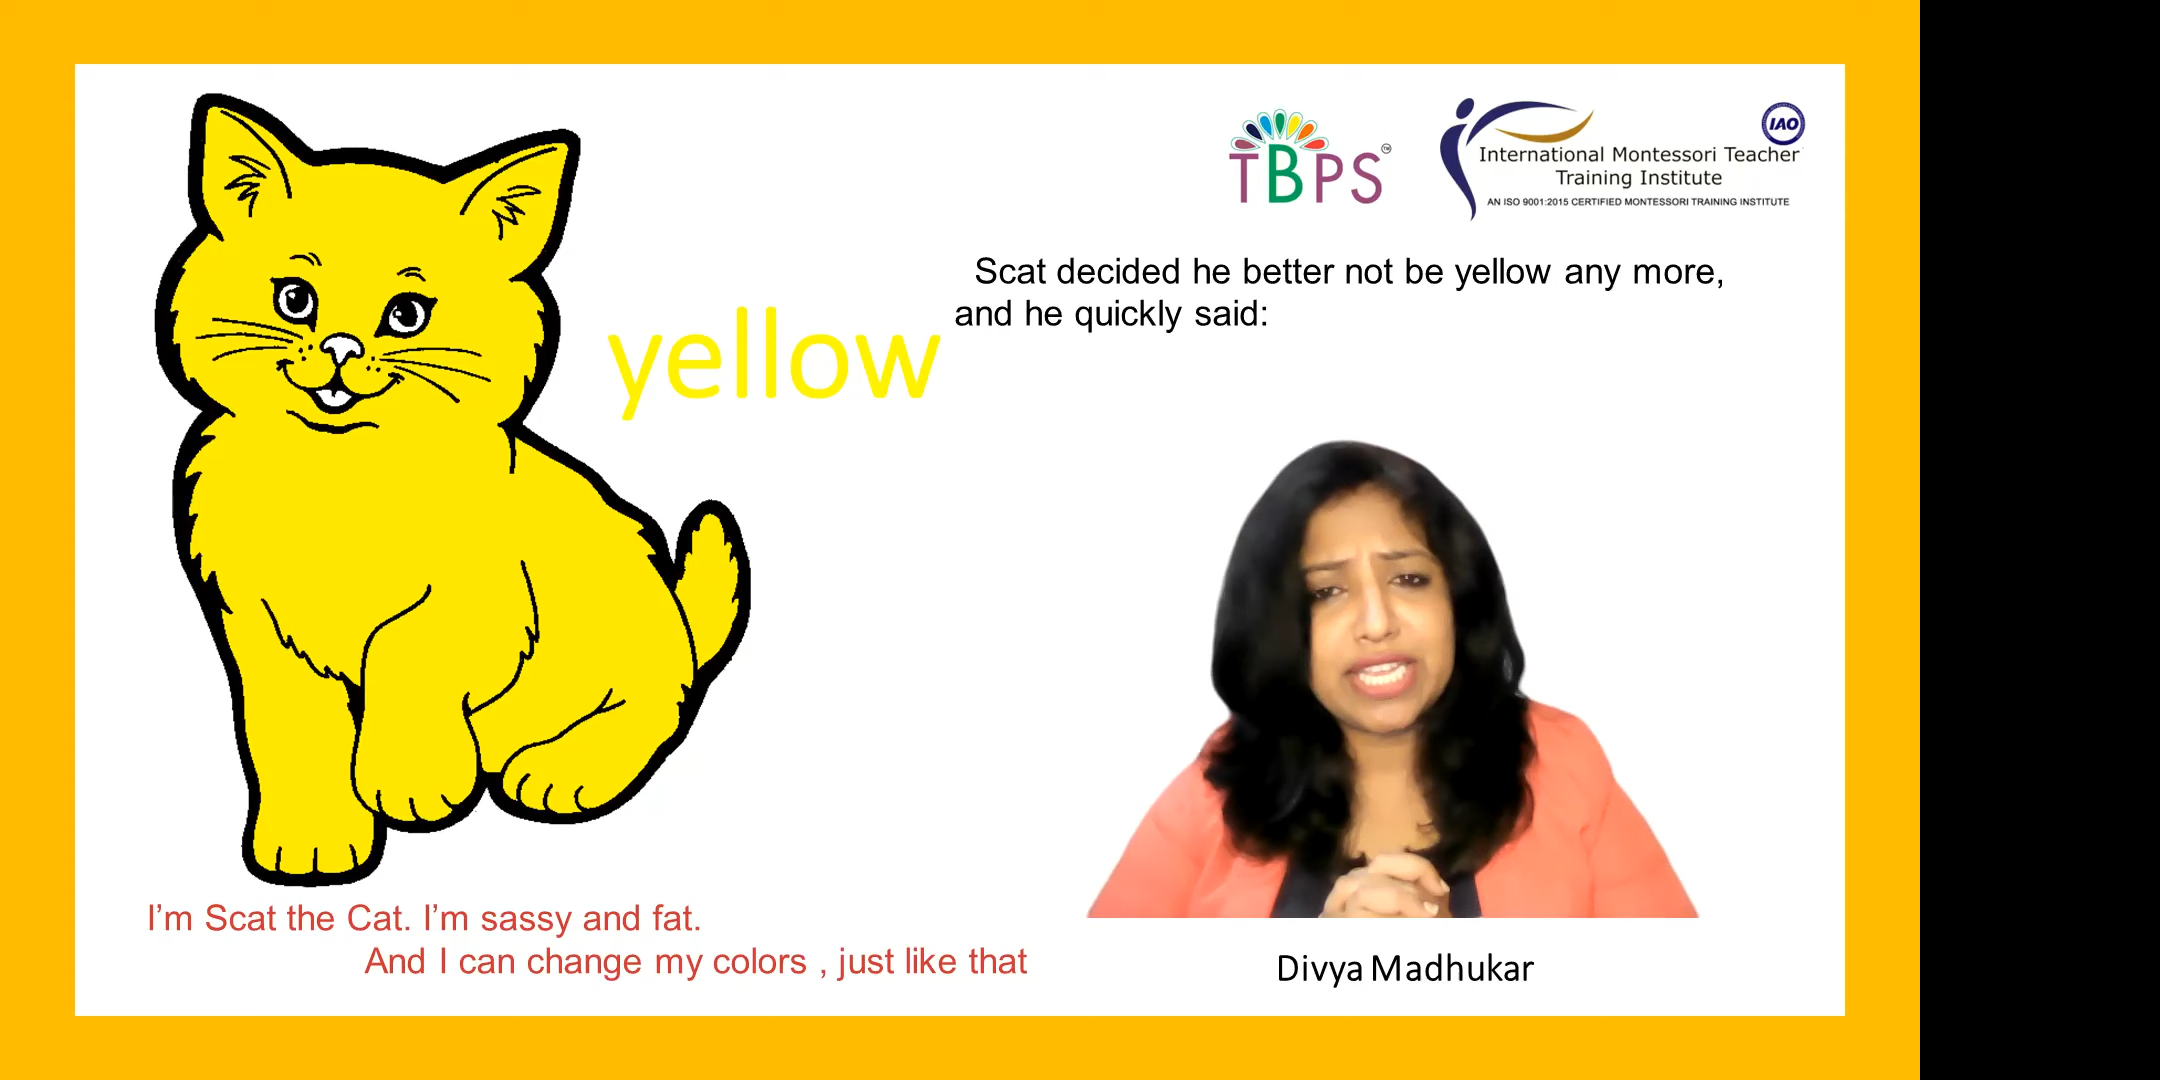 TBPS
TM
IAO
International Montessori Teacher
Training Institute
AN ISO 9001:2015 CERTIFIED MONTESSORI TRAINING INSTITUTE
Scat decided he better not be yellow any more,
and he quickly said:
yellow
I’m Scat the Cat. I’m sassy and fat.
And I can change my colors , just like that
Divya Madhukar